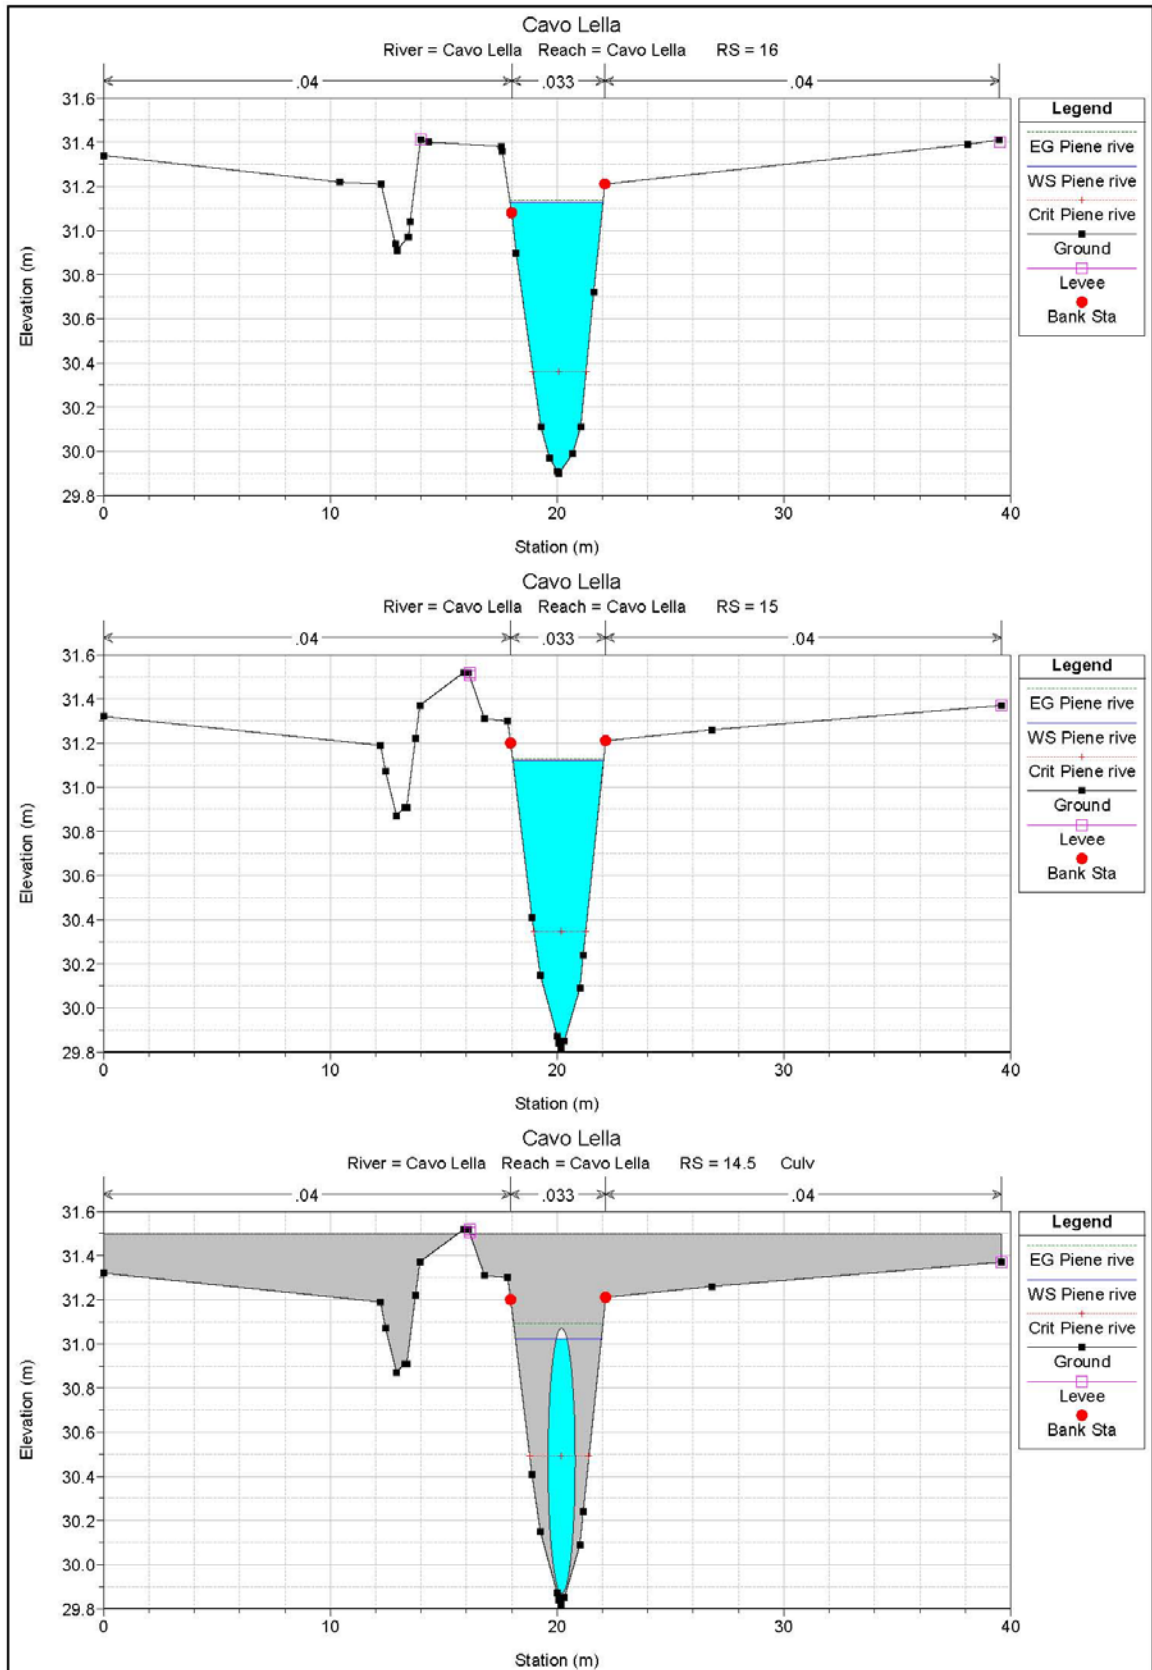 Cavo Lella
River = Cavo Lella Reach = Cavo Lella RS = 16
.04 .033 .04
31.6
31.4
31.2
31.0
30.8
30.6
30.4
30.2
30.0
29.8
Elevation (m)
0 10 20 30 40
Station (m)
Legend
EG Piene rive
WS Piene rive
Crit Piene rive
Ground
Levee
Bank Sta
Cavo Lella
River = Cavo Lella Reach = Cavo Lella RS = 15
.04 .033 .04
31.6
31.4
31.2
31.0
30.8
30.6
30.4
30.2
30.0
29.8
Elevation (m)
0 10 20 30 40
Station (m)
Legend
EG Piene rive
WS Piene rive
Crit Piene rive
Ground
Levee
Bank Sta
Cavo Lella
River = Cavo Lella Reach = Cavo Lella RS = 14.5 Culv
.04 .033 .04
31.6
31.4
31.2
31.0
30.8
30.6
30.4
30.2
30.0
29.8
Elevation (m)
0 10 20 30 40
Station (m)
Legend
EG Piene rive
WS Piene rive
Crit Piene rive
Ground
Levee
Bank Sta